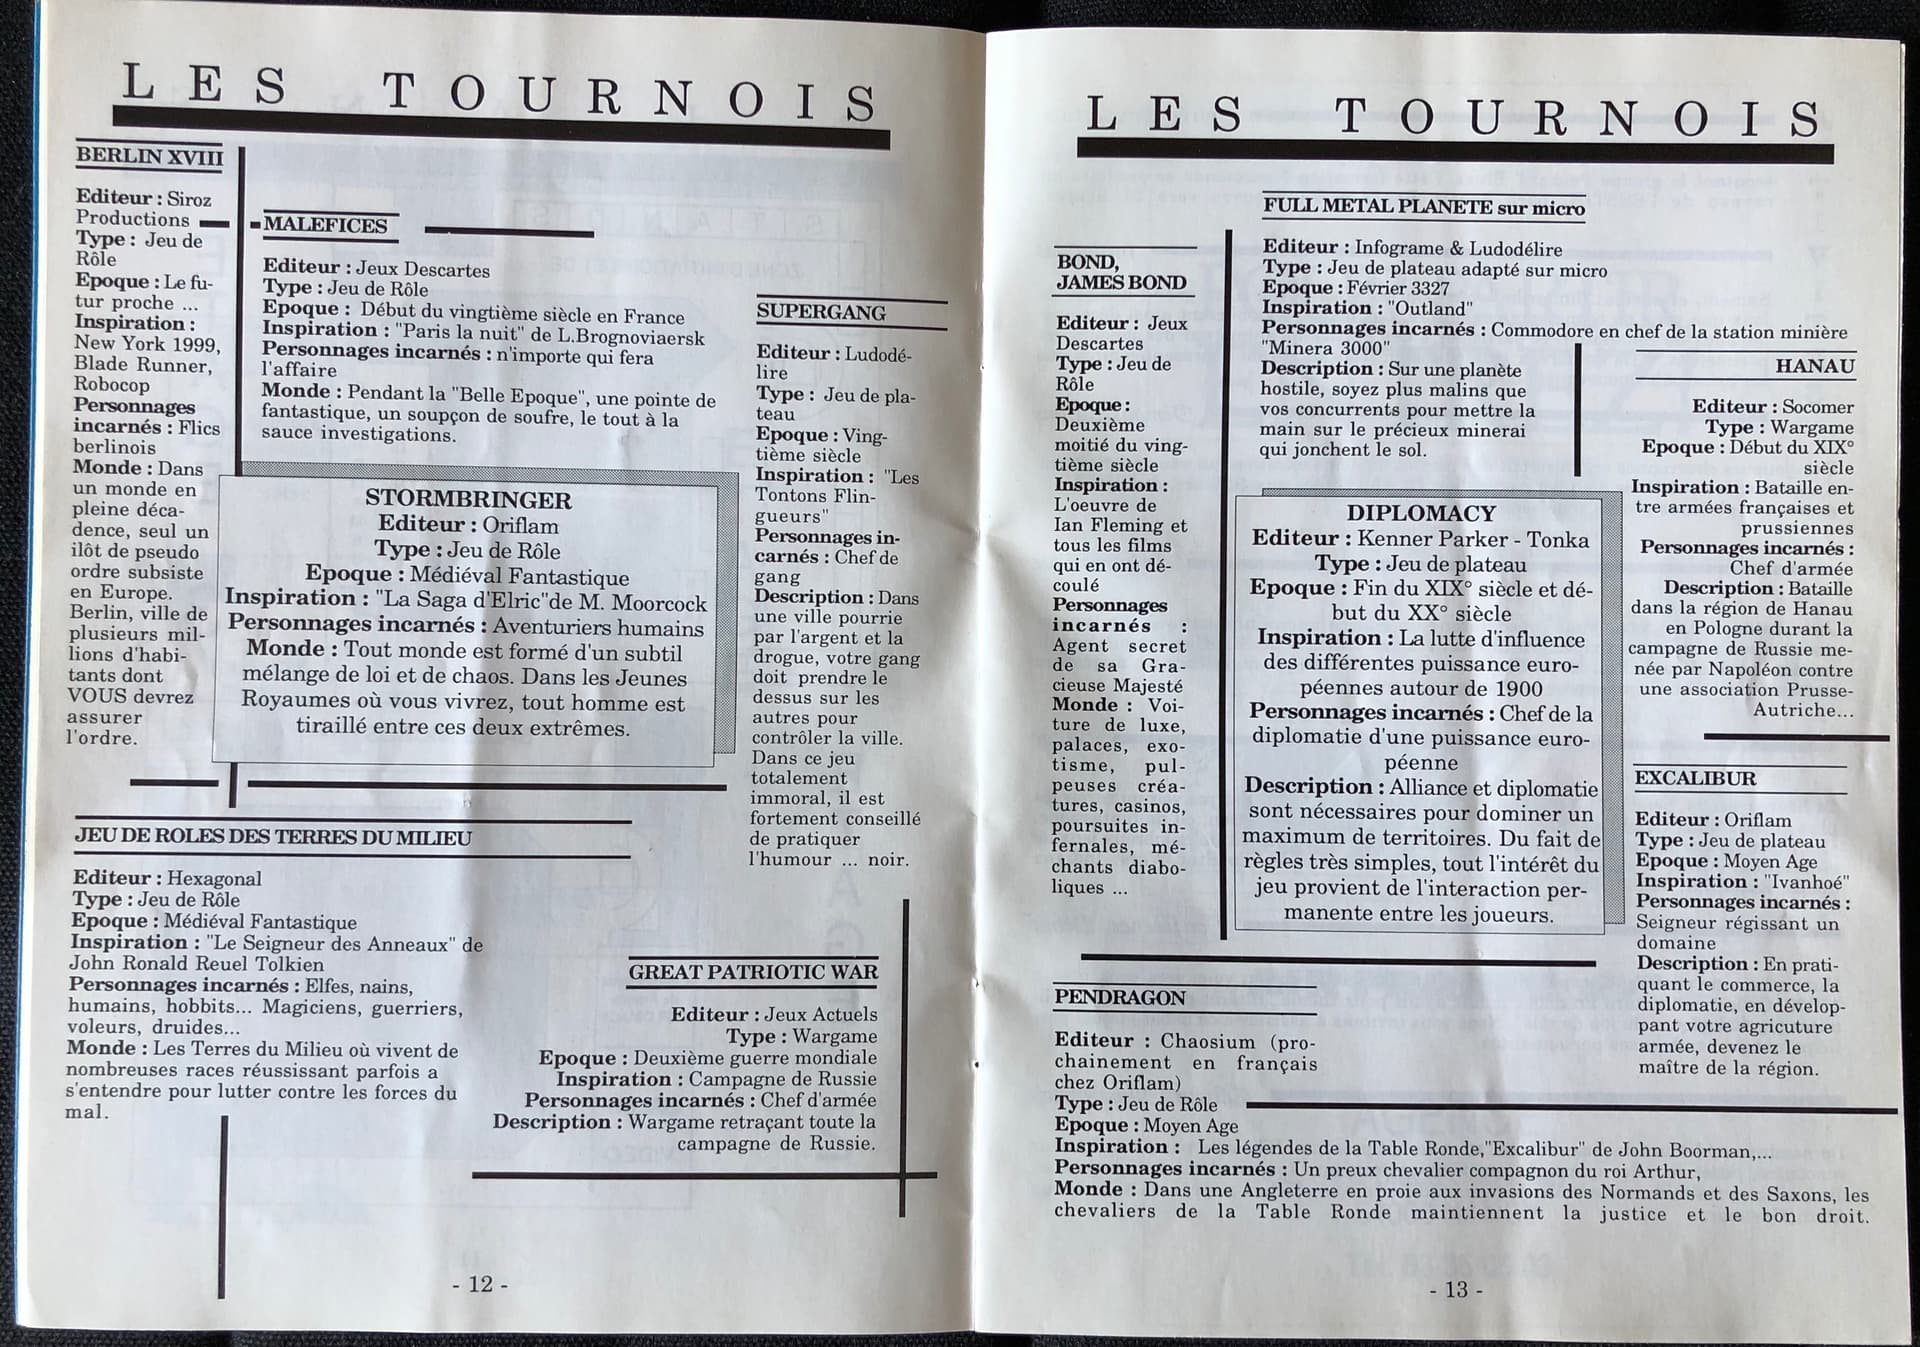 LES TOURNOIS
BERLIN XVIII
Editeur : Siroz
Productions
Type : Jeu de
Rôle
Epoque : Le fu-
tur proche ...
Inspiration :
New York 1999,
Blade Runner,
Robocop
Personnages
incarnés : Flics
berlinois
Monde : Dans
un monde en
pleine déca-
dence, seul un
ilôt de pseudo
ordre subsiste
en Europe.
Berlin, ville de
plusieurs mil-
lions d'habi-
tants dont
VOUS devrez
assurer
l'ordre.
MALEFICES
Editeur : Jeux Descartes
Type : Jeu de Rôle
Epoque : Début du vingtième siècle en France
Inspiration : "Paris la nuit" de L.Brognoviaersk
Personnages incarnés : n'importe qui fera
l'affaire
Monde : Pendant la "Belle Epoque", une pointe de
fantastique, un soupçon de soufre, le tout à la
sauce investigations.
STORMBRINGER
Editeur : Oriflam
Type : Jeu de Rôle
Epoque : Médiéval Fantastique
Inspiration : "La Saga d'Elric"de M. Moorcock
Personnages incarnés : Aventuriers humains
Monde : Tout monde est formé d'un subtil
mélange de loi et de chaos. Dans les Jeunes
Royaumes où vous vivrez, tout homme est
tiraillé entre ces deux extrêmes.
SUPERGANG
Editeur : Ludodé-
lire
Type : Jeu de pla-
teau
Epoque : Ving-
tième siècle
Inspiration : "Les
Tontons Flin-
gueurs"
Personnages in-
carnés : Chef de
gang
Description : Dans
une ville pourrie
par l'argent et la
drogue, votre gang
doit prendre le
dessus sur les
autres pour
contrôler la ville.
Dans ce jeu
totalement
immoral, il est
fortement conseillé
de pratiquer
l'humour ... noir.
JEU DE ROLES DES TERRES DU MILIEU
Editeur : Hexagonal
Type : Jeu de Rôle
Epoque : Médiéval Fantastique
Inspiration : "Le Seigneur des Anneaux" de
John Ronald Reuel Tolkien
Personnages incarnés : Elfes, nains,
humains, hobbits... Magiciens, guerriers,
voleurs, druides...
Monde : Les Terres du Milieu où vivent de
nombreuses races réussissant parfois a
s'entendre pour lutter contre les forces du
mal.
GREAT PATRIOTIC WAR
Editeur : Jeux Actuels
Type : Wargame
Epoque : Deuxième guerre mondiale
Inspiration : Campagne de Russie
Personnages incarnés : Chef d'armée
Description : Wargame retraçant toute la
campagne de Russie.
- 12 -
LES TOURNOIS
BOND,
JAMES BOND
Editeur : Jeux
Descartes
Type : Jeu de
Rôle
Epoque :
Deuxième
moitié du ving-
tième siècle
Inspiration :
L'oeuvre de
Ian Fleming et
tous les films
qui en ont dé-
coulé
Personnages
incarnés :
Agent secret
de sa Gra-
cieuse Majesté
Monde : Voi-
ture de luxe,
palaces, exo-
tisme, pul-
peuses créa-
tures, casinos,
poursuites in-
fernales, mé-
chants diabo-
liques ...
FULL METAL PLANETE sur micro
Editeur : Infograme & Ludodélire
Type : Jeu de plateau adapté sur micro
Epoque : Février 3327
Inspiration : "Outland"
Personnages incarnés : Commodore en chef de la station minière
"Minera 3000"
Description : Sur une planète
hostile, soyez plus malins que
vos concurrents pour mettre la
main sur le précieux minerai
qui jonchent le sol.
DIPLOMACY
Editeur : Kenner Parker - Tonka
Type : Jeu de plateau
Epoque : Fin du XIX° siècle et dé-
but du XX° siècle
Inspiration : La lutte d'influence
des différentes puissance euro-
péennes autour de 1900
Personnages incarnés : Chef de la
diplomatie d'une puissance euro-
péenne
Description : Alliance et diplomatie
sont nécessaires pour dominer un
maximum de territoires. Du fait de
règles très simples, tout l'intérêt du
jeu provient de l'interaction per-
manente entre les joueurs.
HANAU
Editeur : Socomer
Type : Wargame
Epoque : Début du XIX°
siècle
Inspiration : Bataille en-
tre armées françaises et
prussiennes
Personnages incarnés :
Chef d'armée
Description : Bataille
dans la région de Hanau
en Pologne durant la
campagne de Russie me-
née par Napoléon contre
une association Prusse-
Autriche...
EXCALIBUR
Editeur : Oriflam
Type : Jeu de plateau
Epoque : Moyen Age
Inspiration : "Ivanhoé"
Personnages incarnés :
Seigneur régissant un
domaine
Description : En prati-
quant le commerce, la
diplomatie, en dévelop-
pant votre agricuture
armée, devenez le
maître de la région.
PENDRAGON
Editeur : Chaosium (pro-
chainement en français
chez Oriflam)
Type : Jeu de Rôle
Epoque : Moyen Age
Inspiration : Les légendes de la Table Ronde,"Excalibur" de John Boorman,...
Personnages incarnés : Un preux chevalier compagnon du roi Arthur,
Monde : Dans une Angleterre en proie aux invasions des Normands et des Saxons, les
chevaliers de la Table Ronde maintiennent la justice et le bon droit.
- 13 -